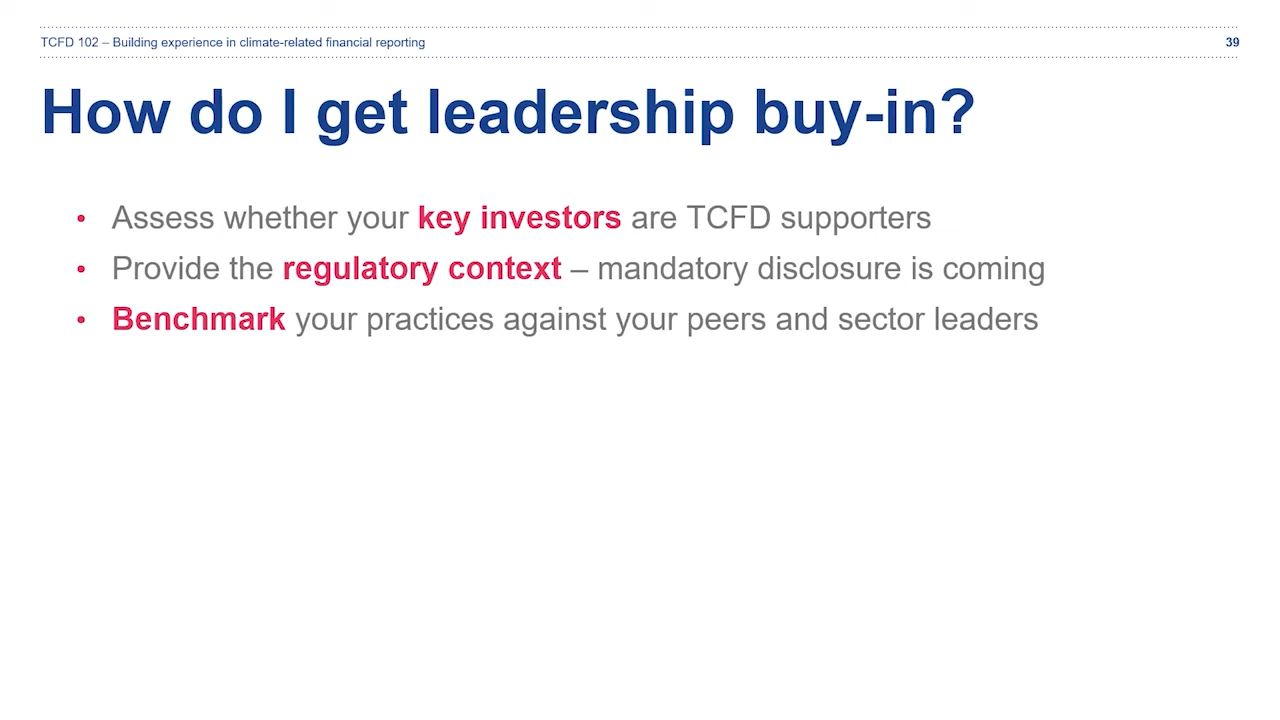 TCFD 102 – Building experience in climate-related financial reporting
39
How do I get leadership buy-in?
• Assess whether your key investors are TCFD supporters
• Provide the regulatory context – mandatory disclosure is coming
• Benchmark your practices against your peers and sector leaders